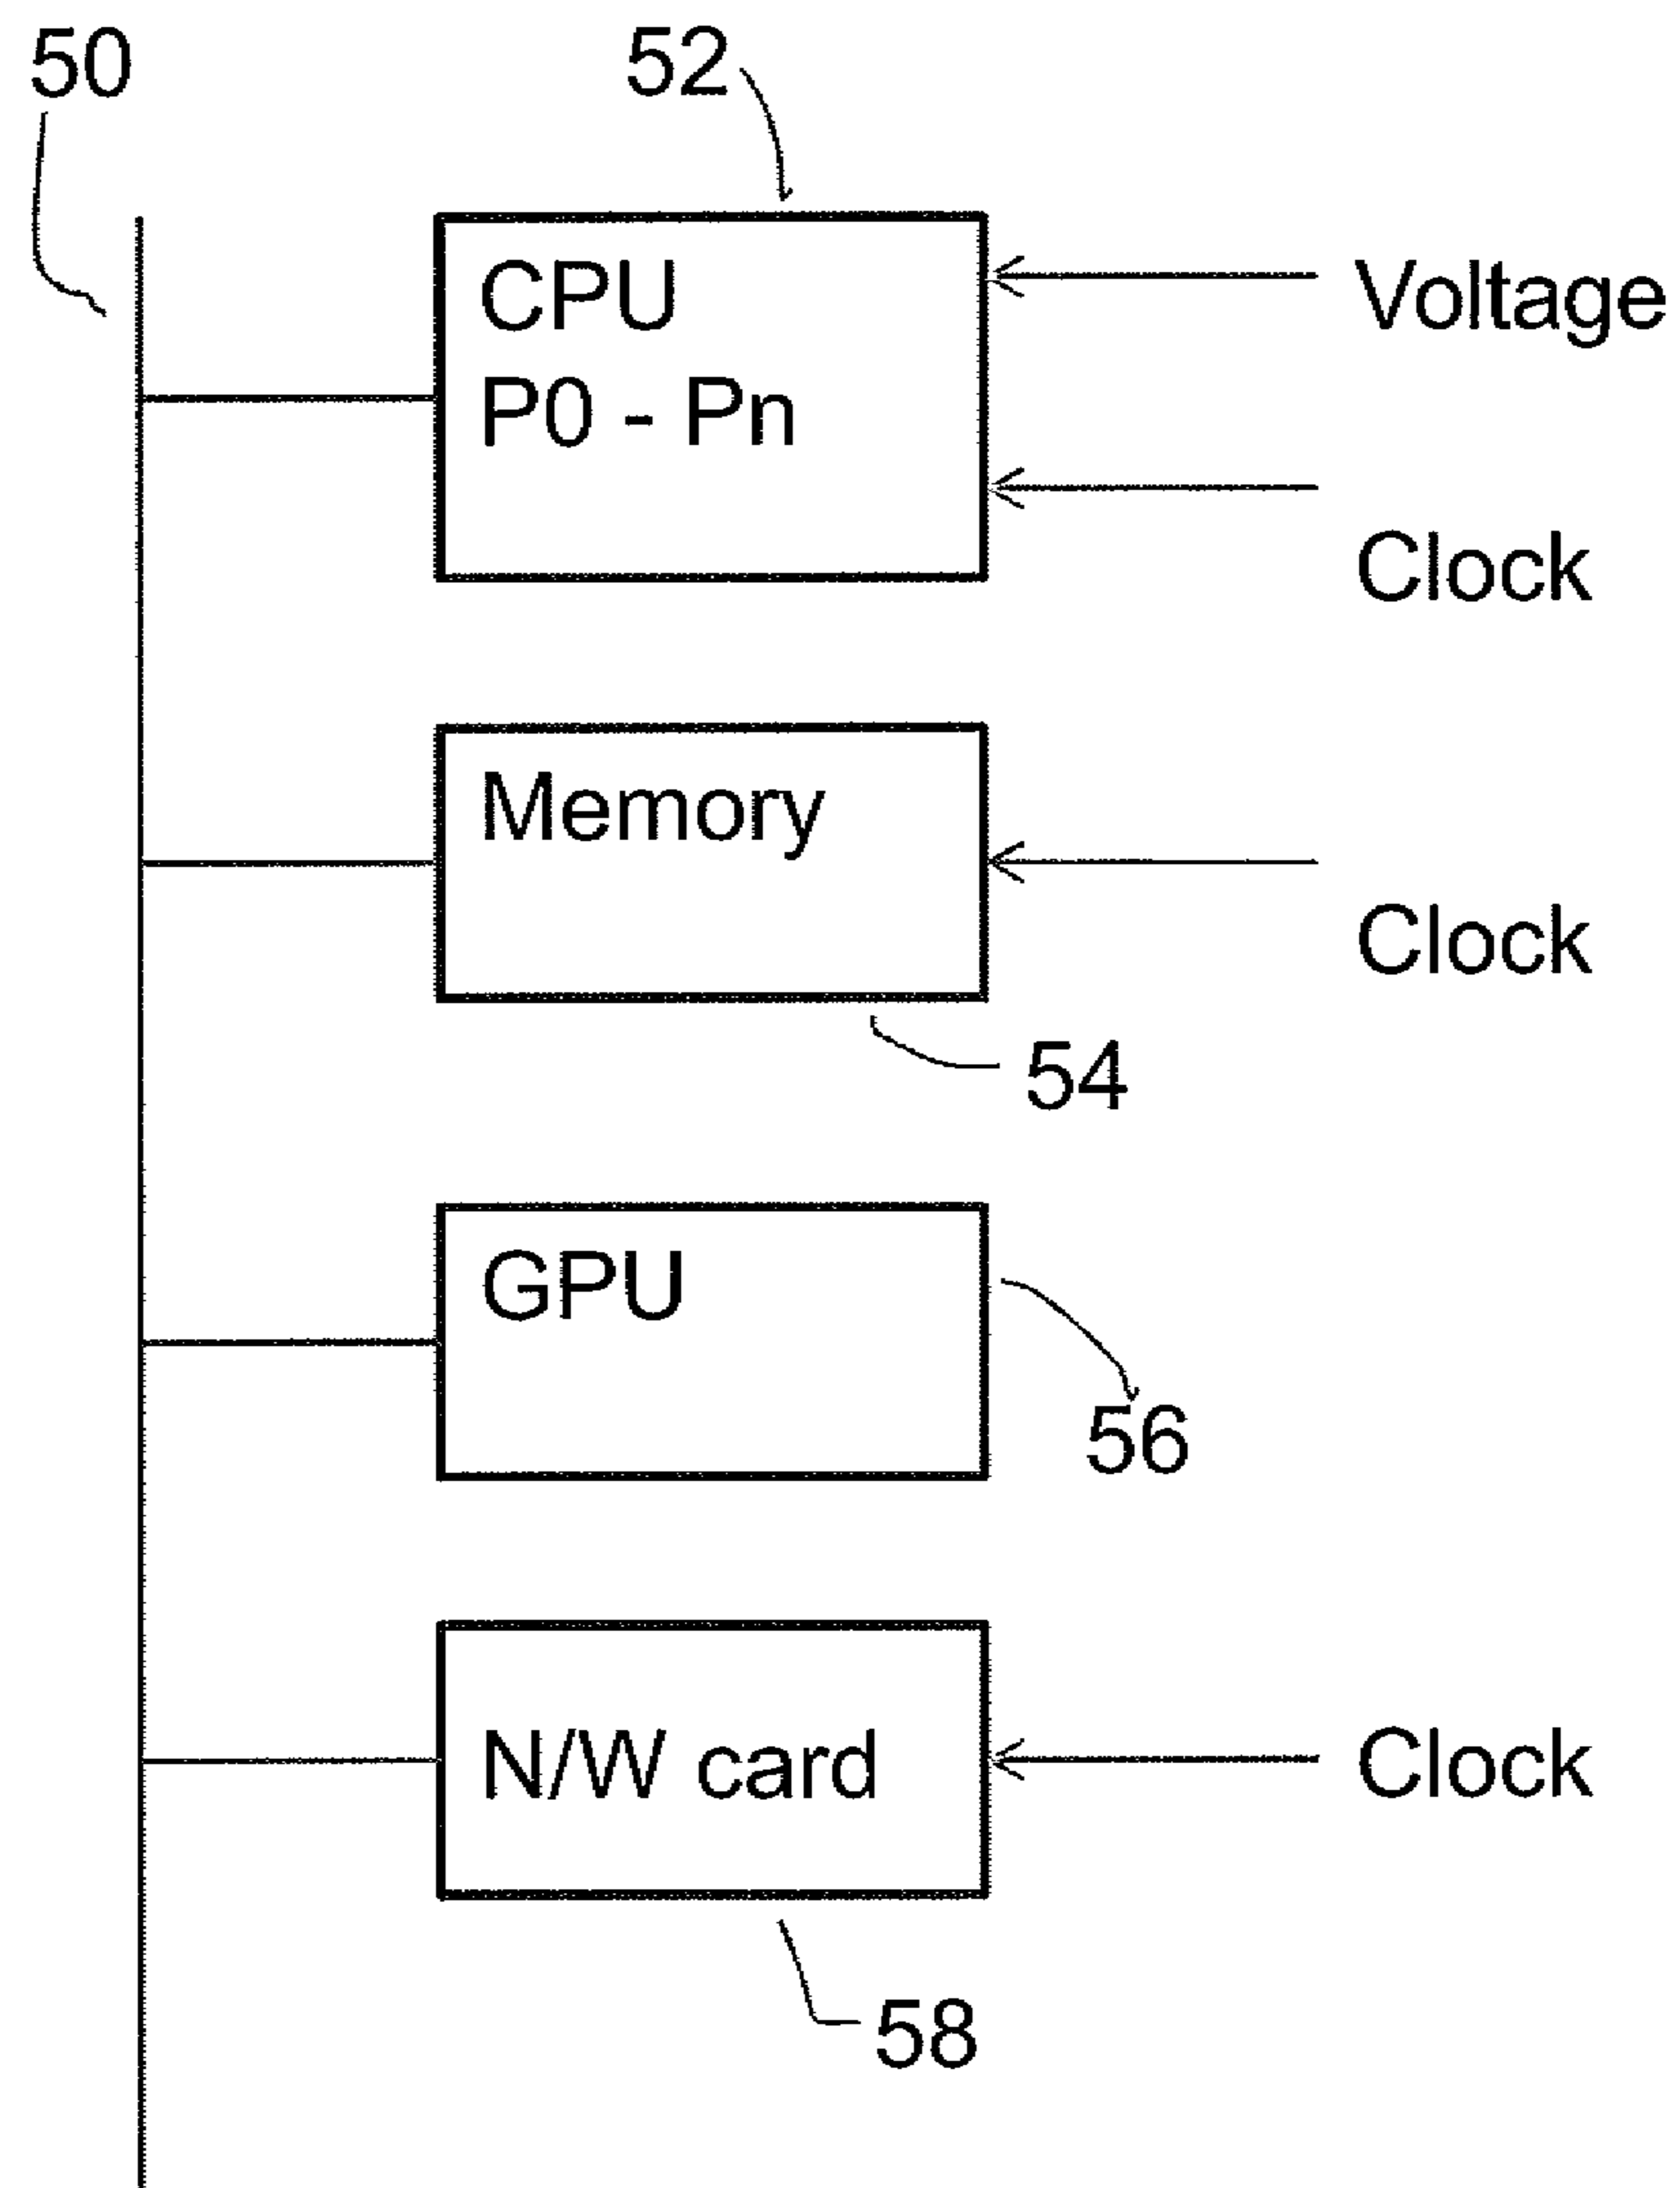 50
52
CPU
P0 - Pn
Voltage
Clock
Memory
Clock
54
GPU
56
N/W card
Clock
58